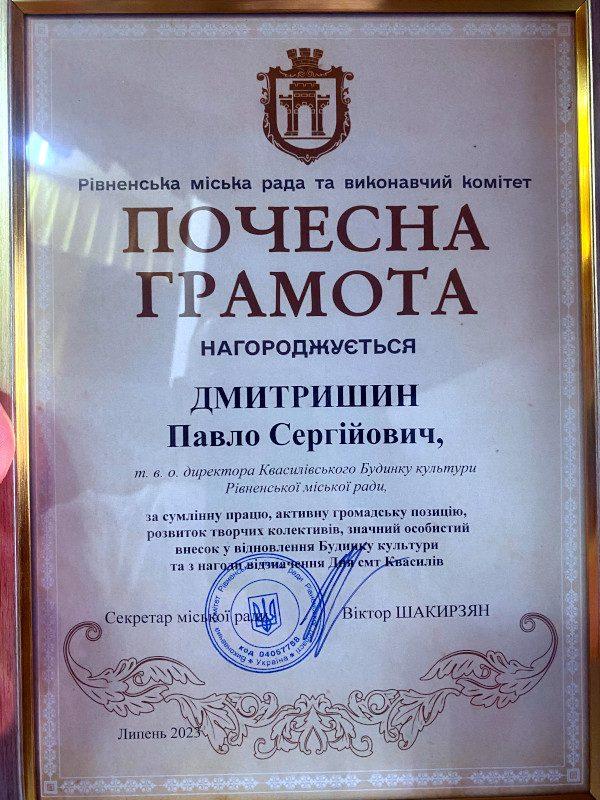 Рівненська міська рада та виконавчий комітет
ПОЧЕСНА
ГРАМОТА
НАГОРОДЖУЄТЬСЯ
ДМИТРИШИН
Павло Сергійович,
т. в. о. директора Квасилівського Будинку культури
Рівненської міської ради,
за сумлінну працю, активну громадську позицію,
розвиток творчих колективів, значний особистий
внесок у відновлення Будинку культури
та з нагоди відзначення Дня смт Квасилів
Секретар міської ради
Віктор ШАКИРЗЯН
код 04057758
Україна
Липень 2023